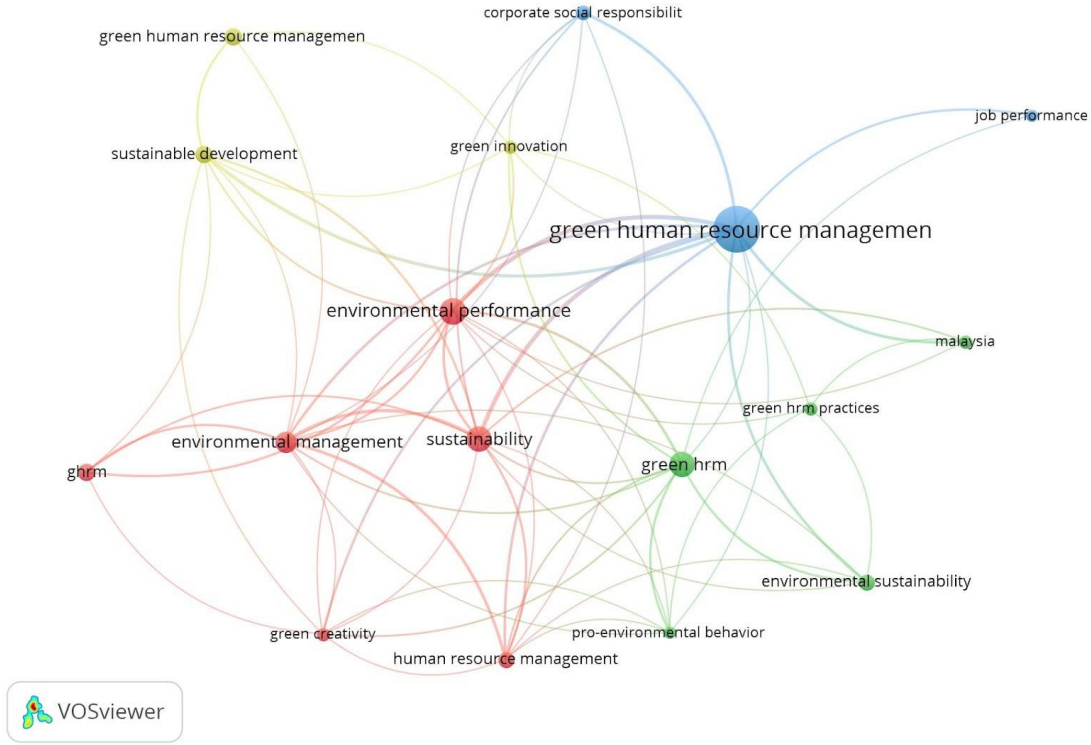 corporate social responsibilit
green human resource managemen
job performance
green innovation
sustainable development
green human resource managemen
environmental performance
malaysia
green hrm practices
environmental management
sustainability
green hrm
ghrm
environmental sustainability
green creativity
pro-environmental behavior
human resource management
VOSviewer